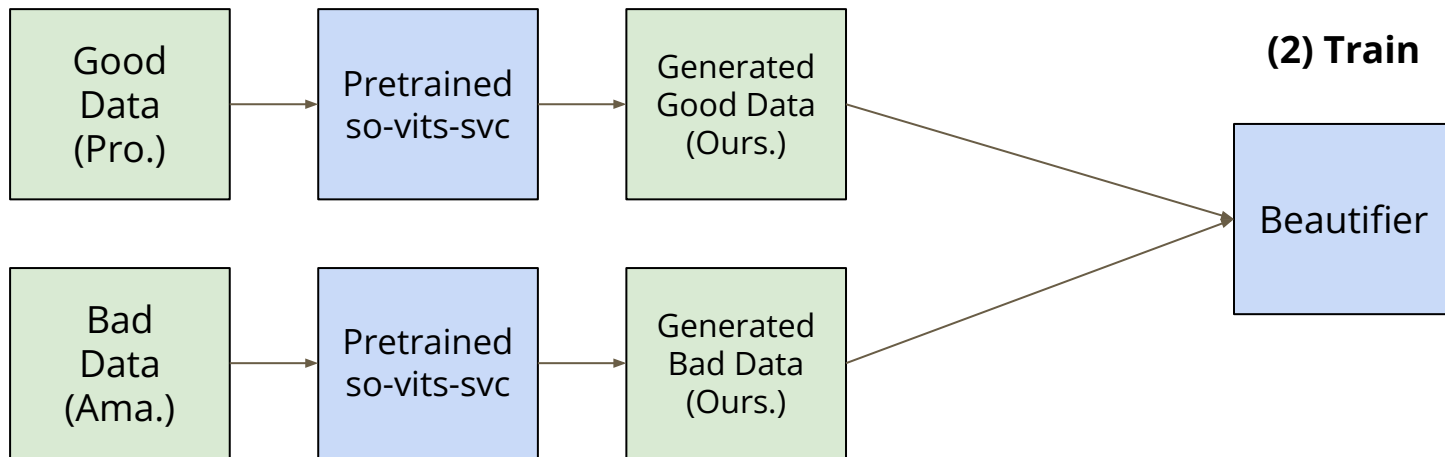 Good
Data
(Pro.)
Pretrained
so-vits-svc
Generated
Good Data
(Ours.)
(2) Train
Beautifier
Bad
Data
(Ama.)
Pretrained
so-vits-svc
Generated
Bad Data
(Ours.)